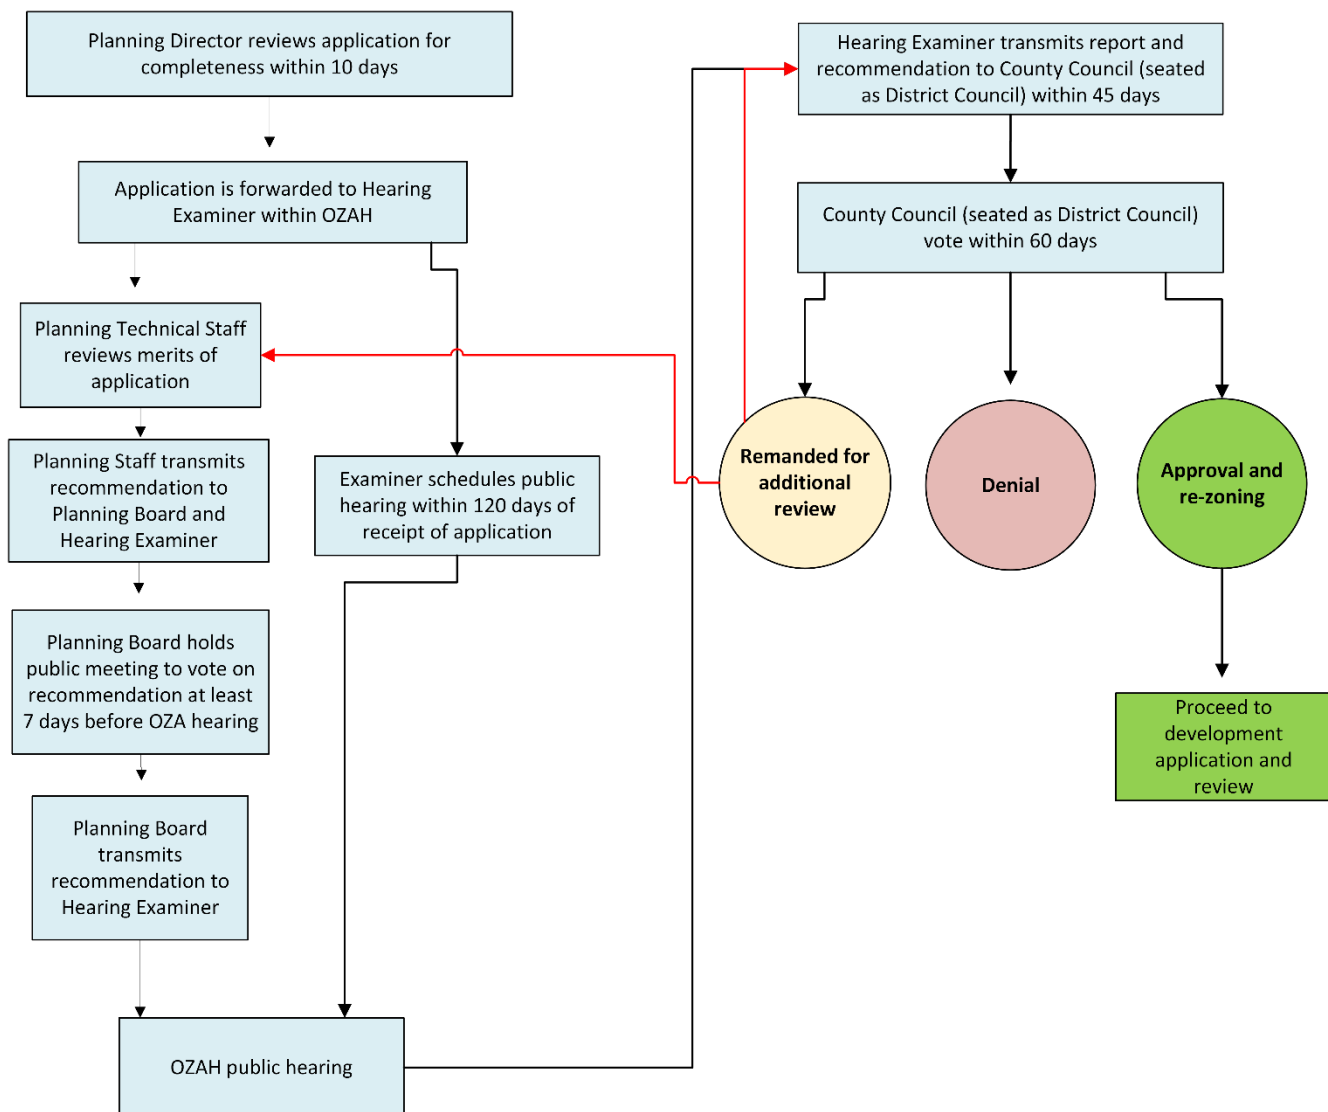 Planning Director reviews application for
completeness within 10 days
Application is forwarded to Hearing
Examiner within OZAH
Planning Technical Staff
reviews merits of
application
Planning Staff transmits
recommendation to
Planning Board and
Hearing Examiner
Examiner schedules public
hearing within 120 days of
receipt of application
Planning Board holds
public meeting to vote on
recommendation at least
7 days before OZA hearing
Planning Board
transmits
recommendation to
Hearing Examiner
OZAH public hearing
Hearing Examiner transmits report and
recommendation to County Council (seated
as District Council) within 45 days
County Council (seated as District Council)
vote within 60 days
Remanded for
additional
review
Denial
Approval and
re-zoning
Proceed to
development
application and
review